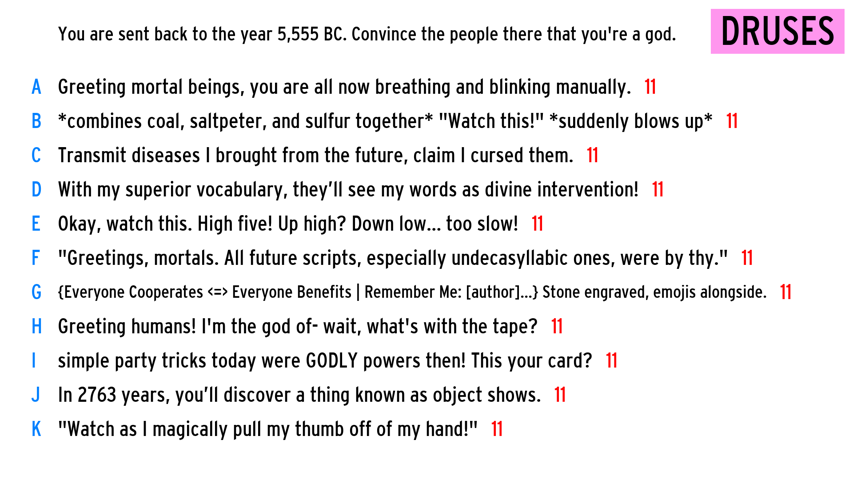 You are sent back to the year 5,555 BC. Convince the people there that you're a god.
DRUSES
A Greeting mortal beings, you are all now breathing and blinking manually. 11
B *combines coal, saltpeter, and sulfur together* "Watch this!" *suddenly blows up* 11
C Transmit diseases I brought from the future, claim I cursed them. 11
D With my superior vocabulary, they’ll see my words as divine intervention! 11
E Okay, watch this. High five! Up high? Down low... too slow! 11
F "Greetings, mortals. All future scripts, especially undecasyllabic ones, were by thy." 11
G {Everyone Cooperates <=> Everyone Benefits | Remember Me: [author]...} Stone engraved, emojis alongside. 11
H Greeting humans! I'm the god of- wait, what's with the tape? 11
I simple party tricks today were GODLY powers then! This your card? 11
J In 2763 years, you’ll discover a thing known as object shows. 11
K "Watch as I magically pull my thumb off of my hand!" 11